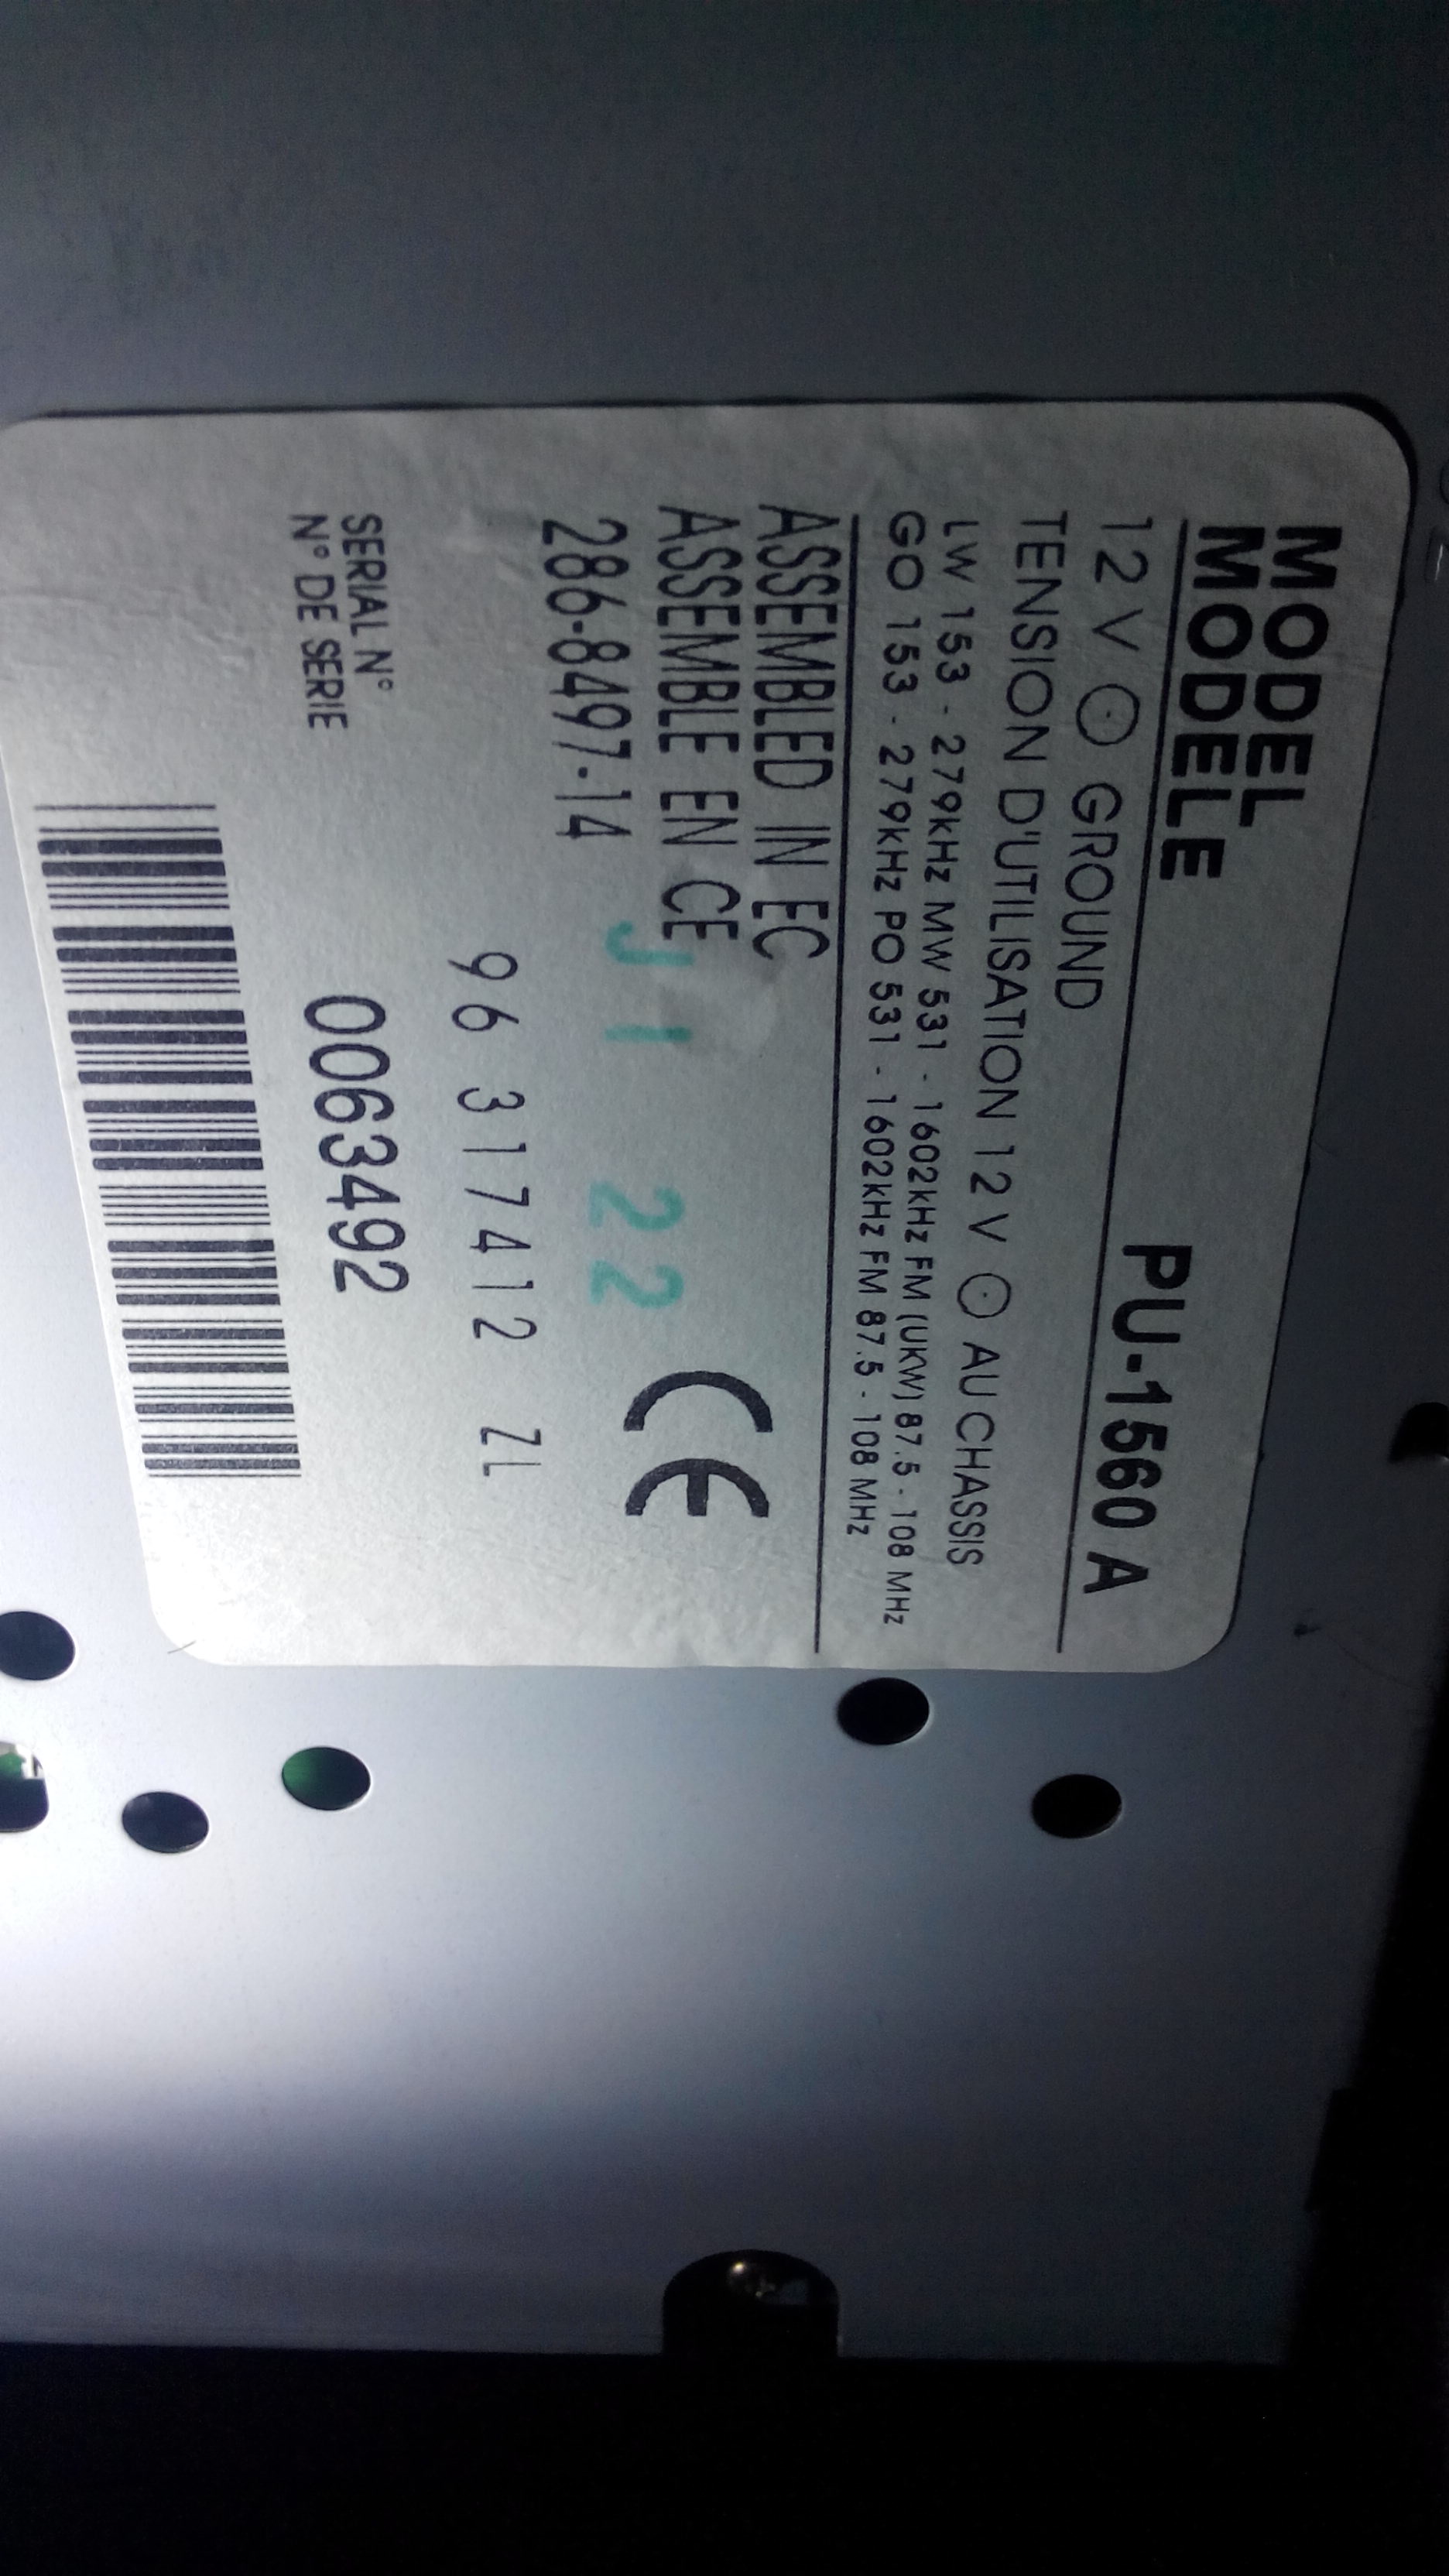 MODEL
MODELE PU-1560 A
12 V ⊙ GROUND
TENSION D'UTILISATION 12 V ⊙ AU CHASSIS
LW 153 - 279kHz MW 531 - 1602kHz FM (UKW) 87.5 - 108 MHz
GO 153 - 279kHz PO 531 - 1602kHz FM 87.5 - 108 MHz
ASSEMBLED IN EC
ASSEMBLE EN CE
CE
286-8497-14 J1 22
96 317412 ZL
SERIAL N°
N° DE SERIE
0063492